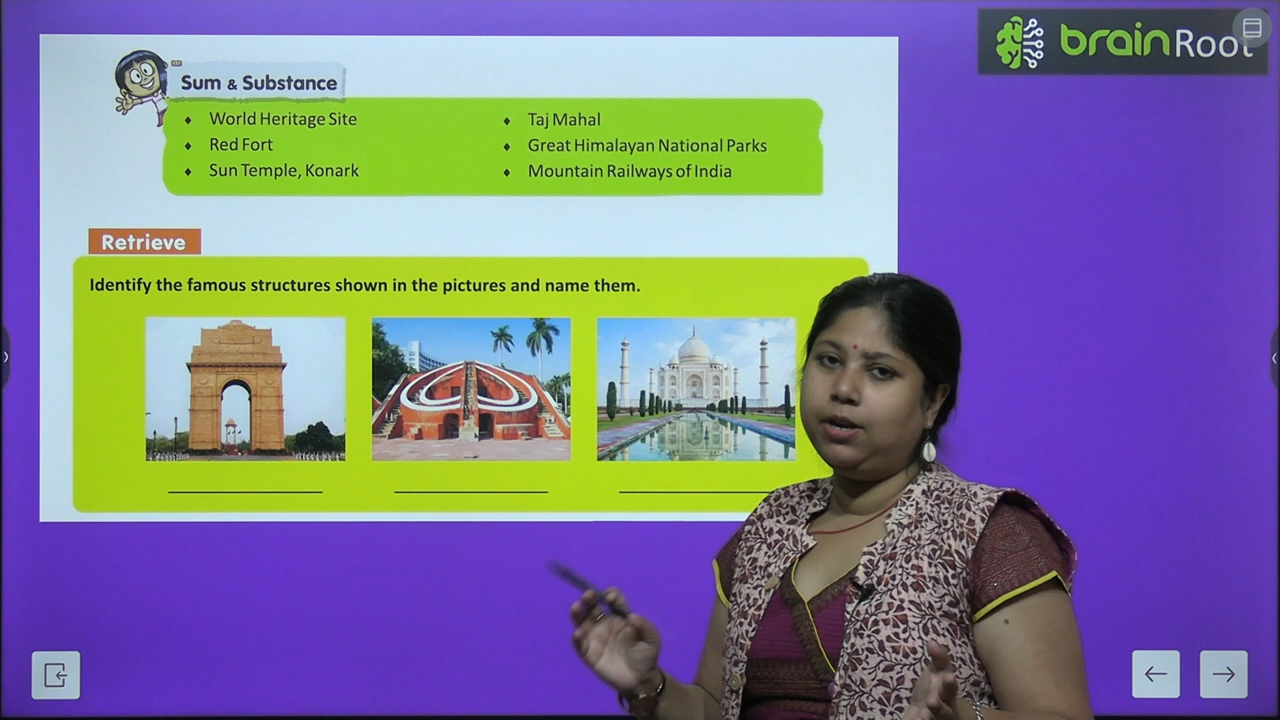 brainRoot
Sum & Substance
World Heritage Site
Red Fort
Sun Temple, Konark
Taj Mahal
Great Himalayan National Parks
Mountain Railways of India
Retrieve
Identify the famous structures shown in the pictures and name them.